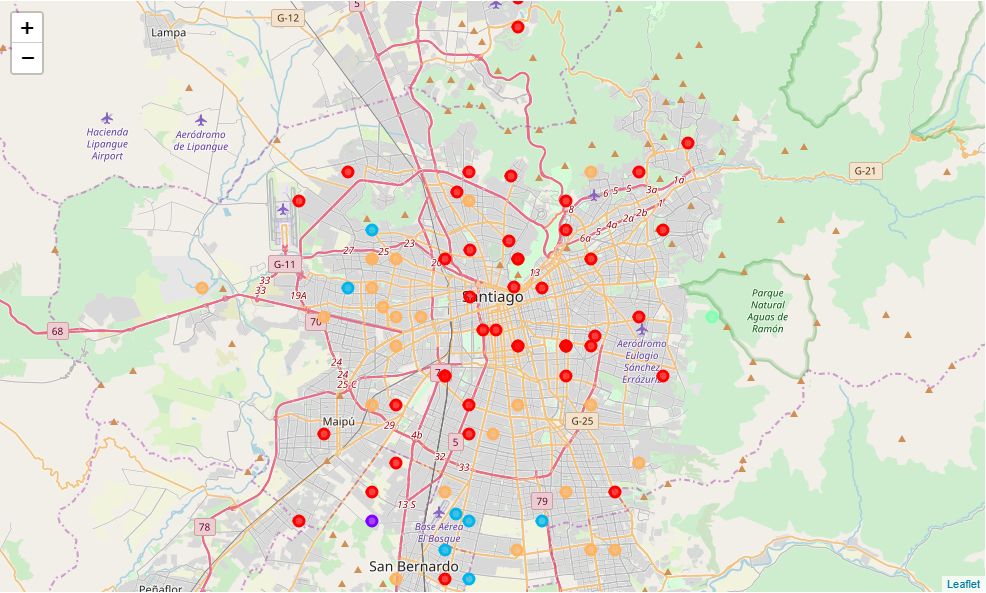 +
−
5
G-12
Lampa
Hacienda
Lipangue
Airport
Aeródromo
de Lipangue
G-21
1a
3a
6 5 5
8
1
2a 2b
4a
5
6a
23
25
27
G-11
33
33
19A
13
Santiago
Parque
Natural
Aguas de
Ramón
68
70
Aeródromo
Eulogio
Sánchez
Errázuriz
24
24
25 C
Maipú
29
4b
5
G-25
32
33
13 S
79
78
Base Aérea
El Bosque
San Bernardo
Peñaflor
Leaflet